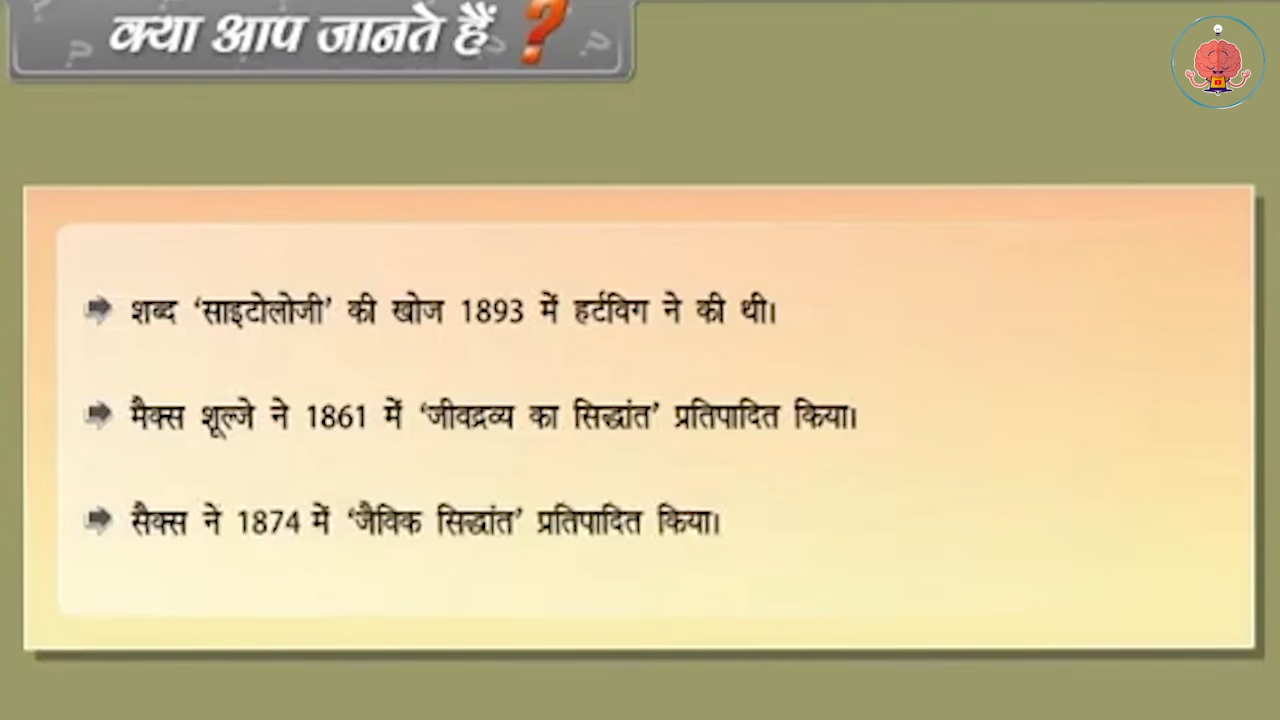 क्या आप जानते हैं ?
शब्द ‘साइटोलोजी’ की खोज 1893 में हर्टविग ने की थी।
मैक्स शूल्जे ने 1861 में ‘जीवद्रव्य का सिद्धांत’ प्रतिपादित किया।
सैक्स ने 1874 में ‘जैविक सिद्धांत’ प्रतिपादित किया।